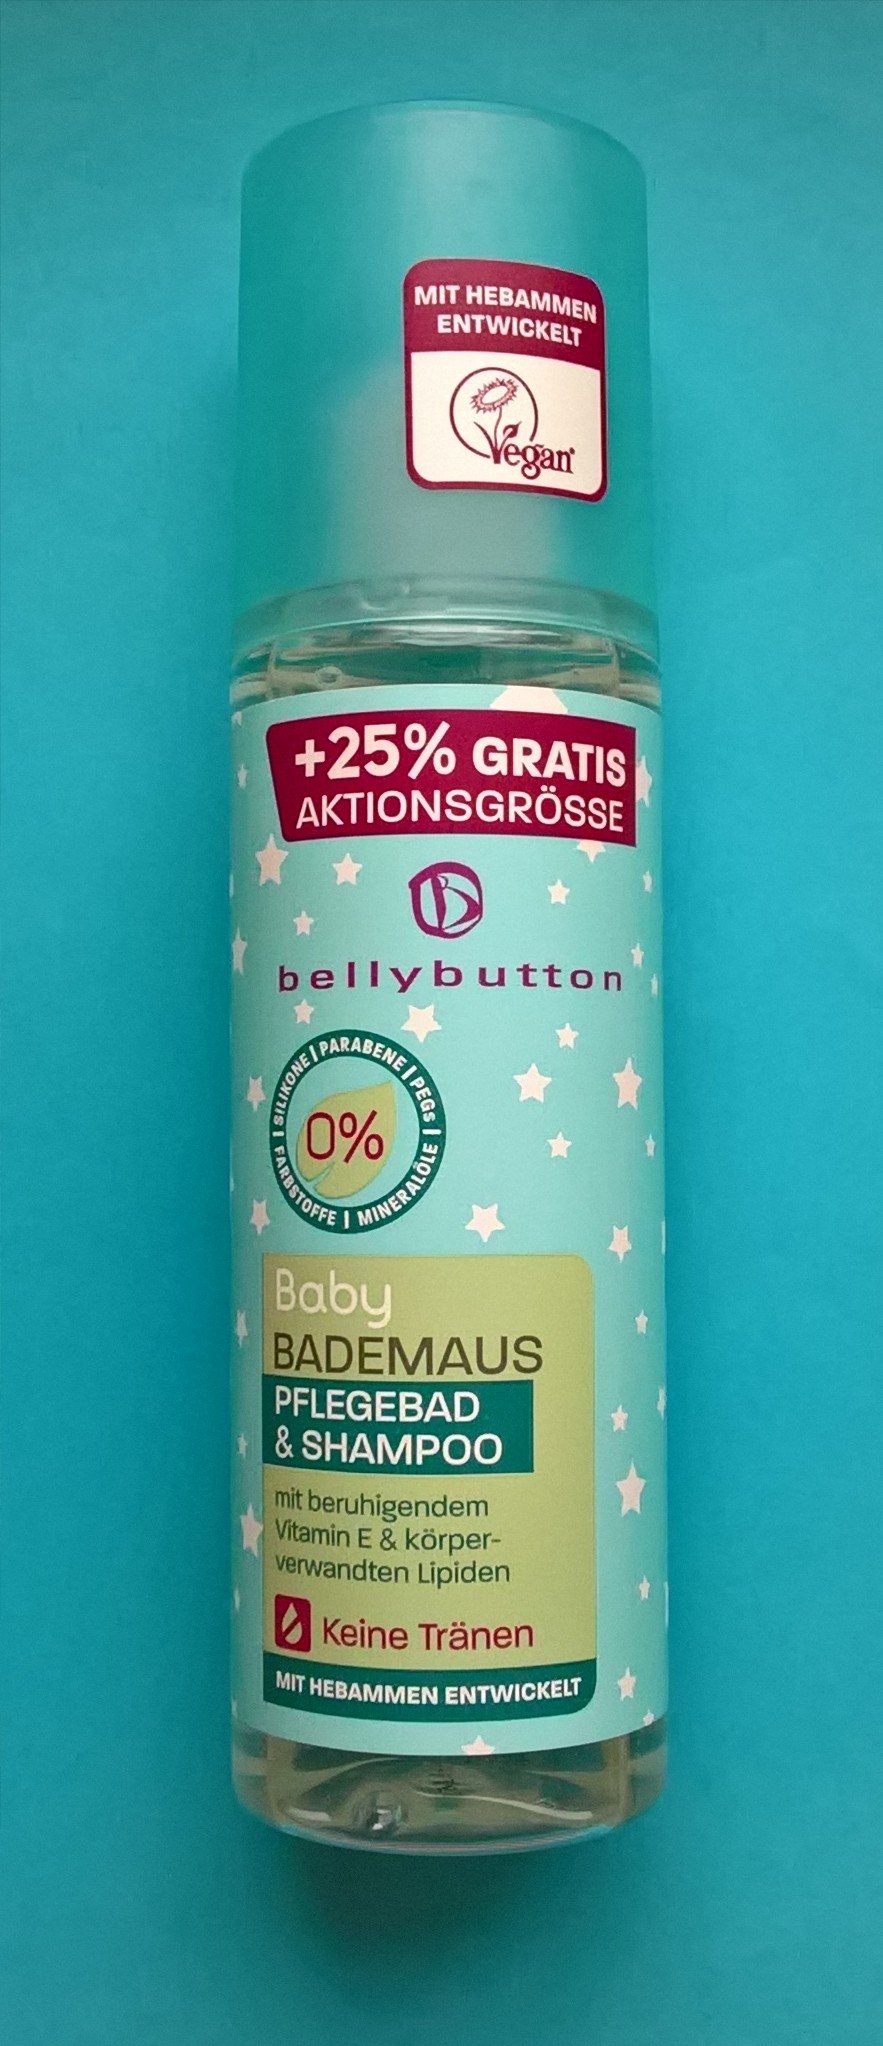 MIT HEBAMMEN
ENTWICKELT
Vegan
+25% GRATIS
AKTIONSGRÖSSE
B
bellybutton
| SILIKONE | PARABENE | PEGS | MINERALÖLE | FARBSTOFFE
0%
Baby
BADEMAUS
PFLEGEBAD
& SHAMPOO
mit beruhigendem
Vitamin E & körper-
verwandten Lipiden
Keine Tränen
MIT HEBAMMEN ENTWICKELT